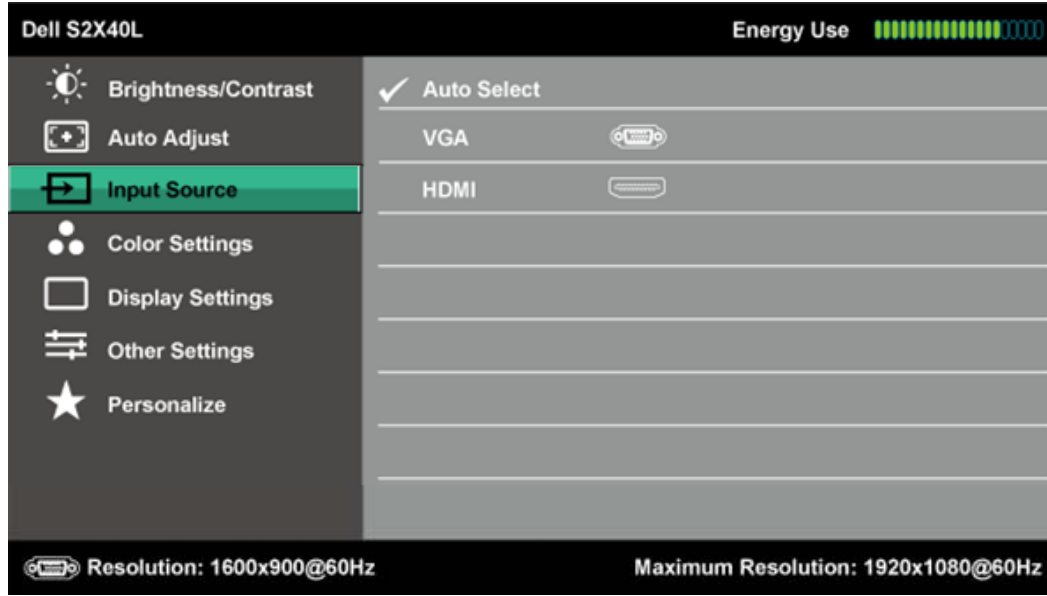 Dell S2X40L Energy Use
Brightness/Contrast
Auto Adjust
Input Source
Color Settings
Display Settings
Other Settings
Personalize
Auto Select
VGA
HDMI
Resolution: 1600x900@60Hz Maximum Resolution: 1920x1080@60Hz